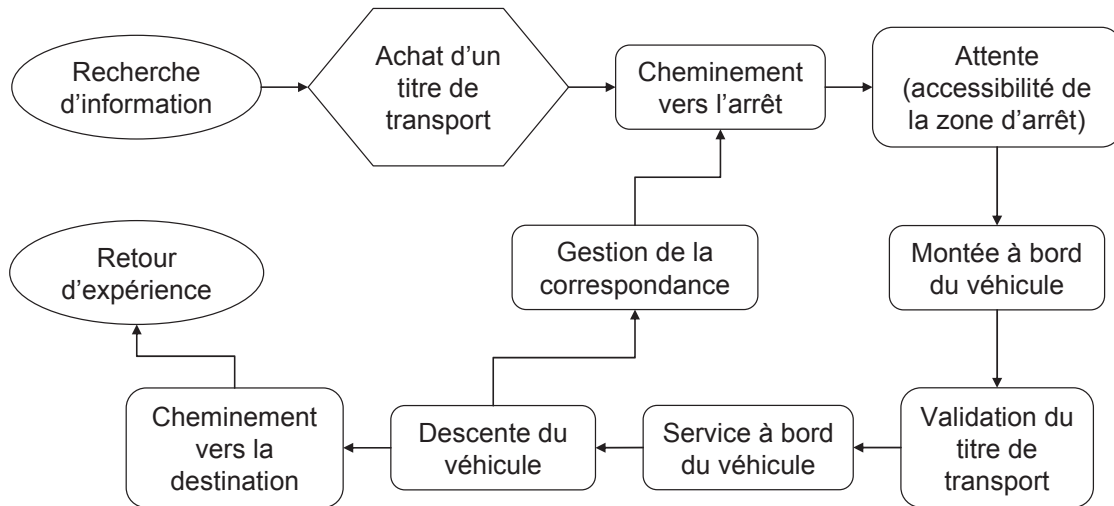 Recherche
d’information
Achat d’un
titre de
transport
Cheminement
vers l’arrêt
Attente
(accessibilité de
la zone d’arrêt)
Retour
d’expérience
Gestion de la
correspondance
Montée à bord
du véhicule
Cheminement
vers la
destination
Descente du
véhicule
Service à bord
du véhicule
Validation du
titre de
transport